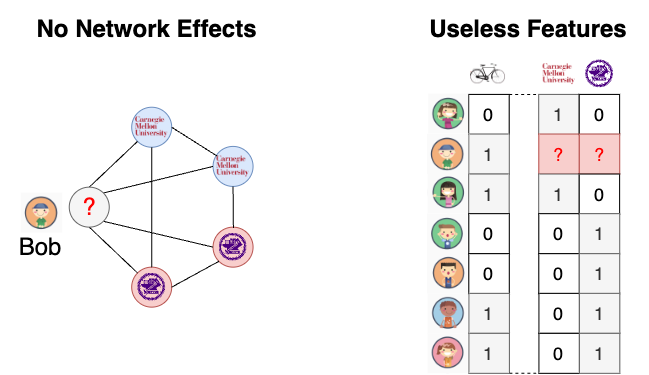 No Network Effects
Useless Features
Carnegie
Mellon
University
Carnegie
Mellon
University
Carnegie
Mellon
University
?
Bob
0 1 0
1 ? ?
1 1 0
0 0 1
0 0 1
1 0 1
1 0 1